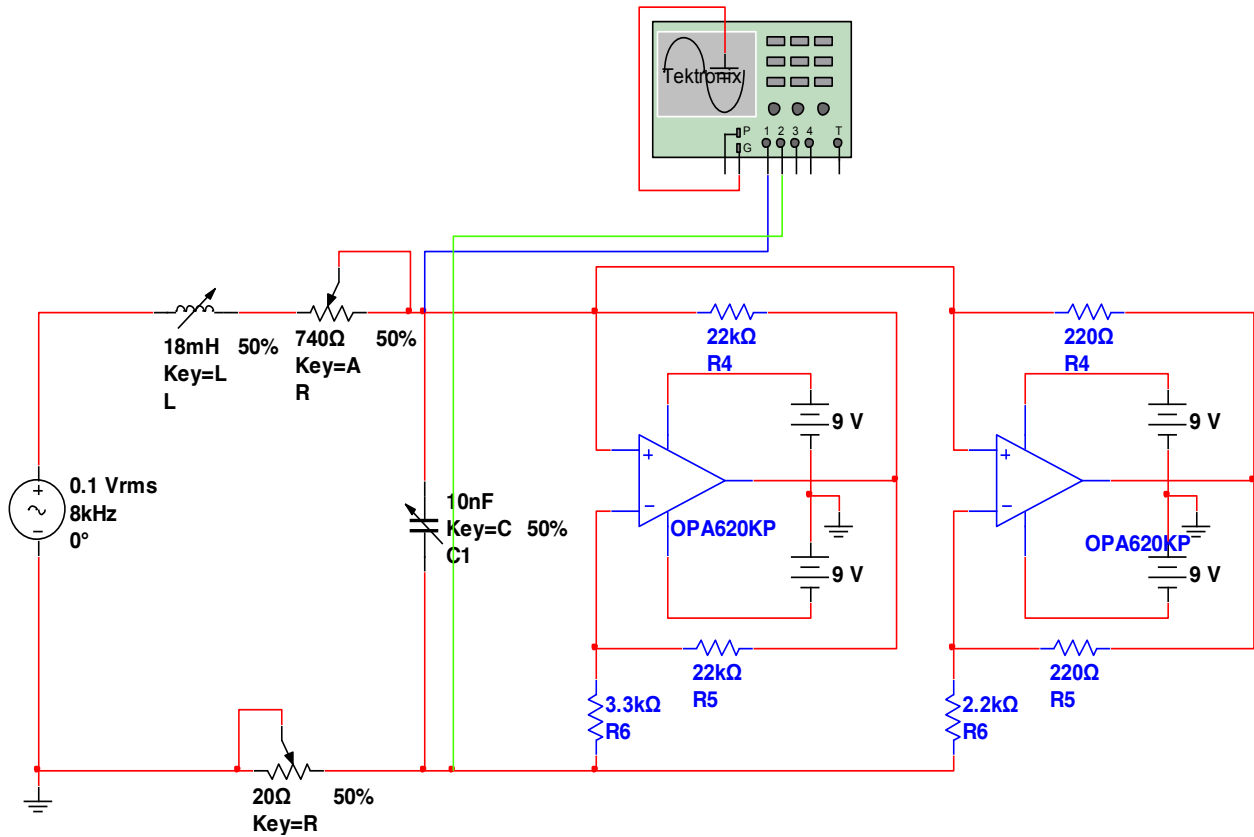 Tektronix
P 1 2 3 4 T
G
18mH 50%
Key=L
L
740Ω 50%
Key=A
R
22kΩ
R4
220Ω
R4
9 V
9 V
0.1 Vrms
8kHz
0°
10nF
Key=C 50%
C1
+
−
OPA620KP
+
−
OPA620KP
9 V
9 V
22kΩ
R5
220Ω
R5
3.3kΩ
R6
2.2kΩ
R6
20Ω 50%
Key=R